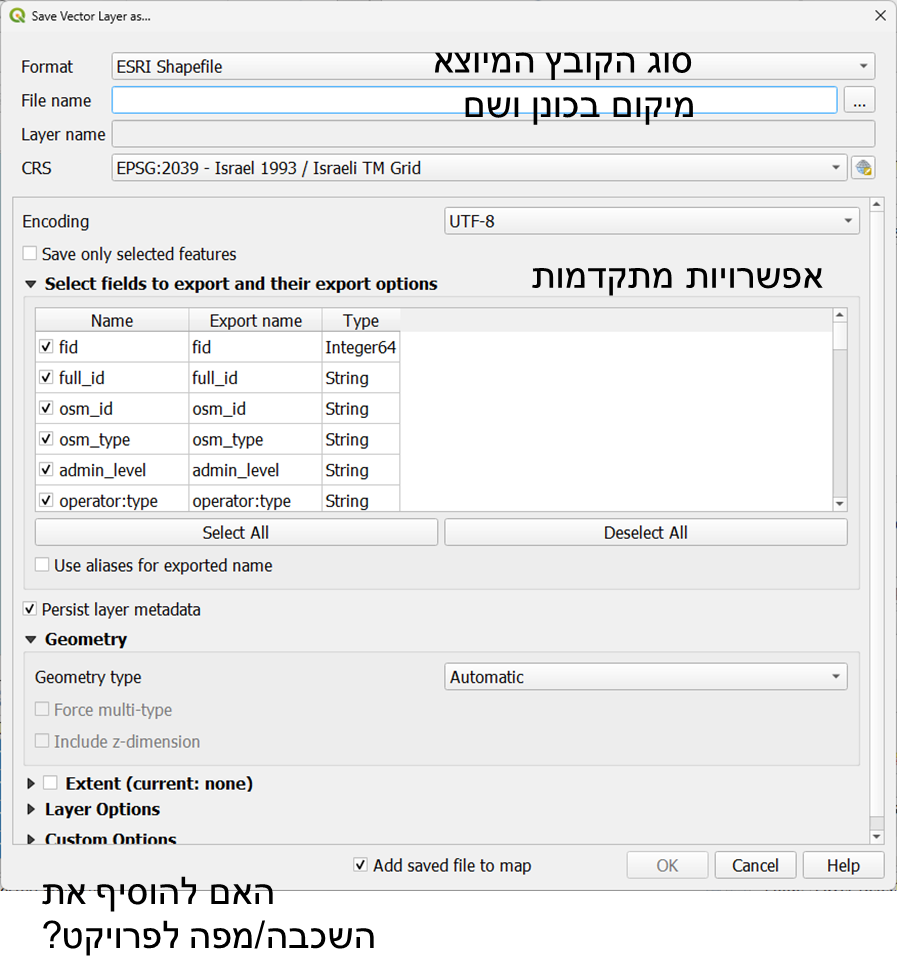 Save Vector Layer as...
Format ESRI Shapefile סוג הקובץ המיוצא
File name ... מיקום בכונן ושם
Layer name
CRS EPSG:2039 - Israel 1993 / Israeli TM Grid
Encoding UTF-8
Save only selected features
Select fields to export and their export options אפשרויות מתקדמות
Name Export name Type
fid fid Integer64
full_id full_id String
osm_id osm_id String
osm_type osm_type String
admin_level admin_level String
operator:type operator:type String
Select All Deselect All
Use aliases for exported name
Persist layer metadata
Geometry
Geometry type Automatic
Force multi-type
Include z-dimension
Extent (current: none)
Layer Options
Custom Options
Add saved file to map OK Cancel Help
האם להוסיף את
השכבה/מפה לפרויקט?